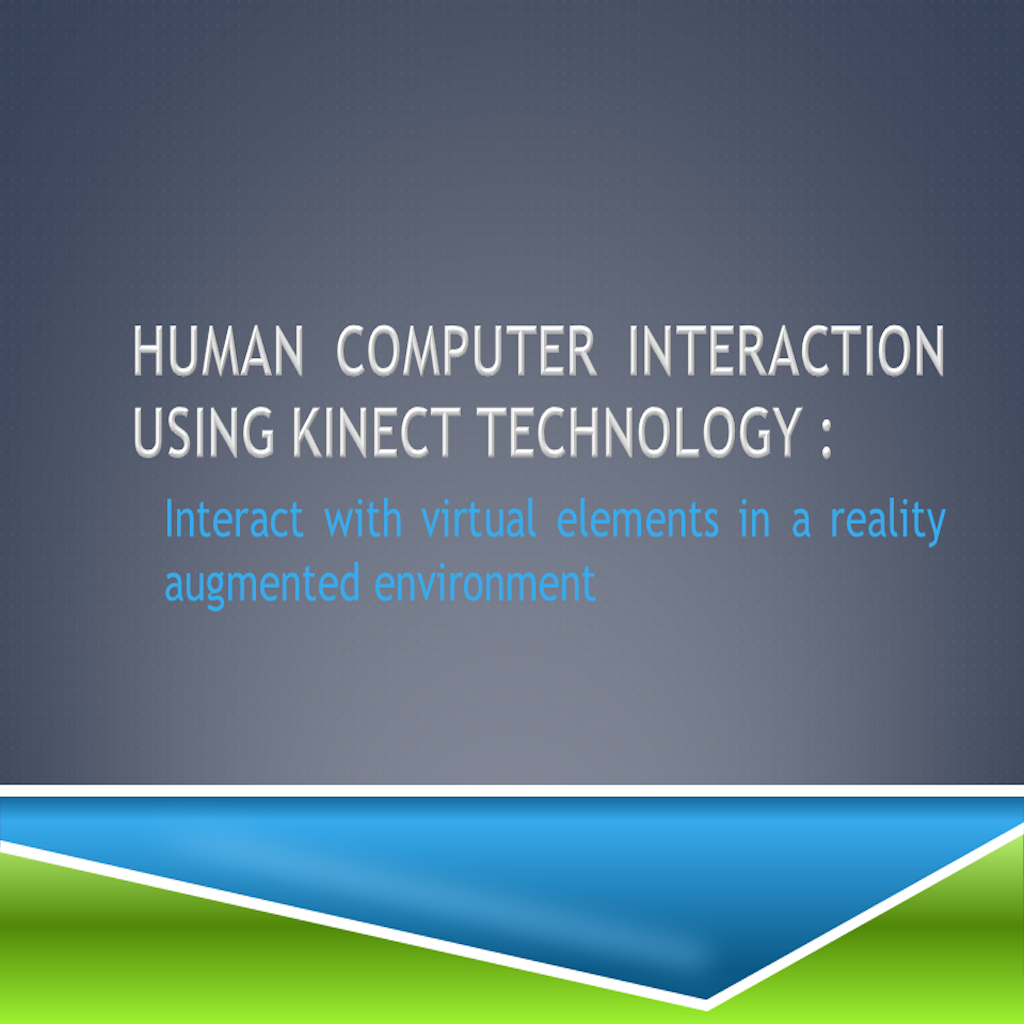 HUMAN COMPUTER INTERACTION
USING KINECT TECHNOLOGY :
Interact with virtual elements in a reality
augmented environment